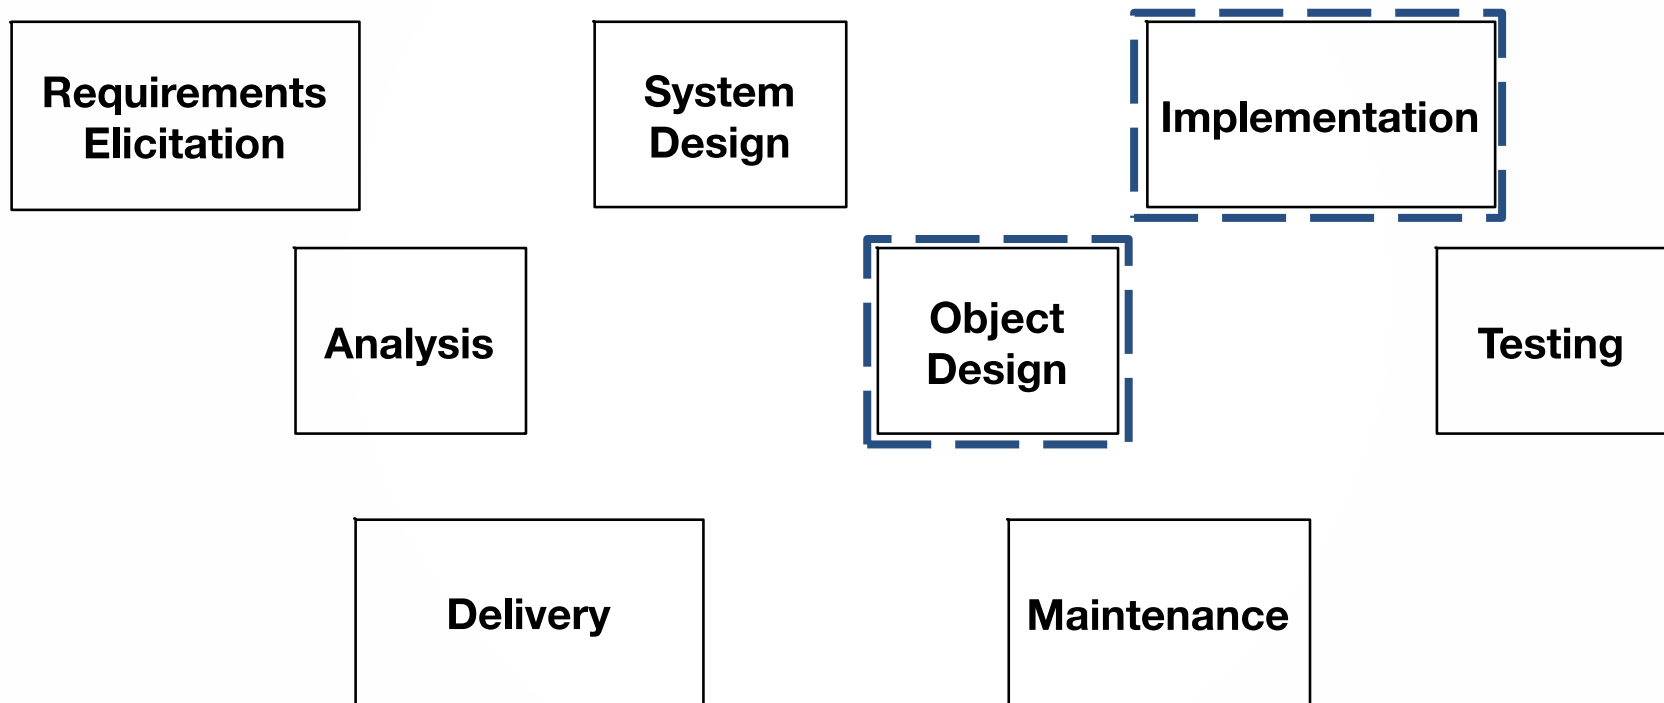 Requirements
Elicitation
System
Design
Implementation
Analysis
Object
Design
Testing
Delivery
Maintenance